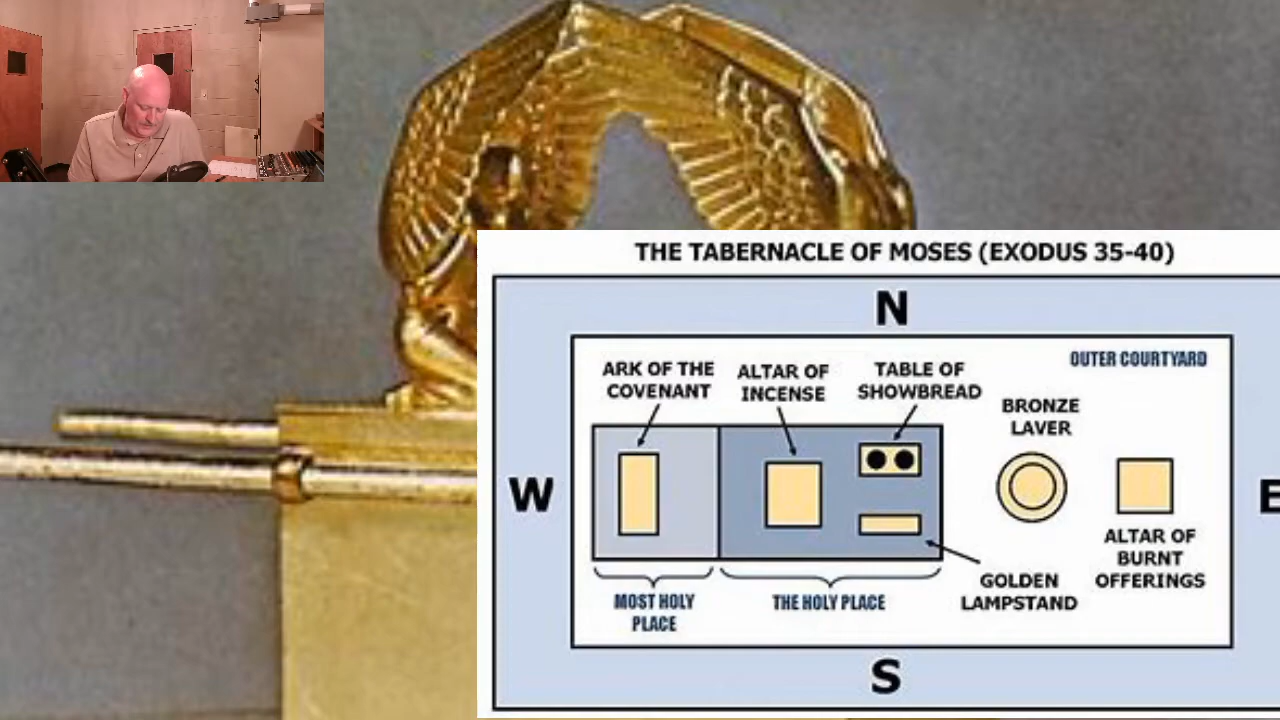 THE TABERNACLE OF MOSES (EXODUS 35-40)
N
OUTER COURTYARD
ARK OF THE
COVENANT
ALTAR OF
INCENSE
TABLE OF
SHOWBREAD
BRONZE
LAVER
W
E
ALTAR OF
BURNT
OFFERINGS
GOLDEN
LAMPSTAND
MOST HOLY
PLACE
THE HOLY PLACE
S